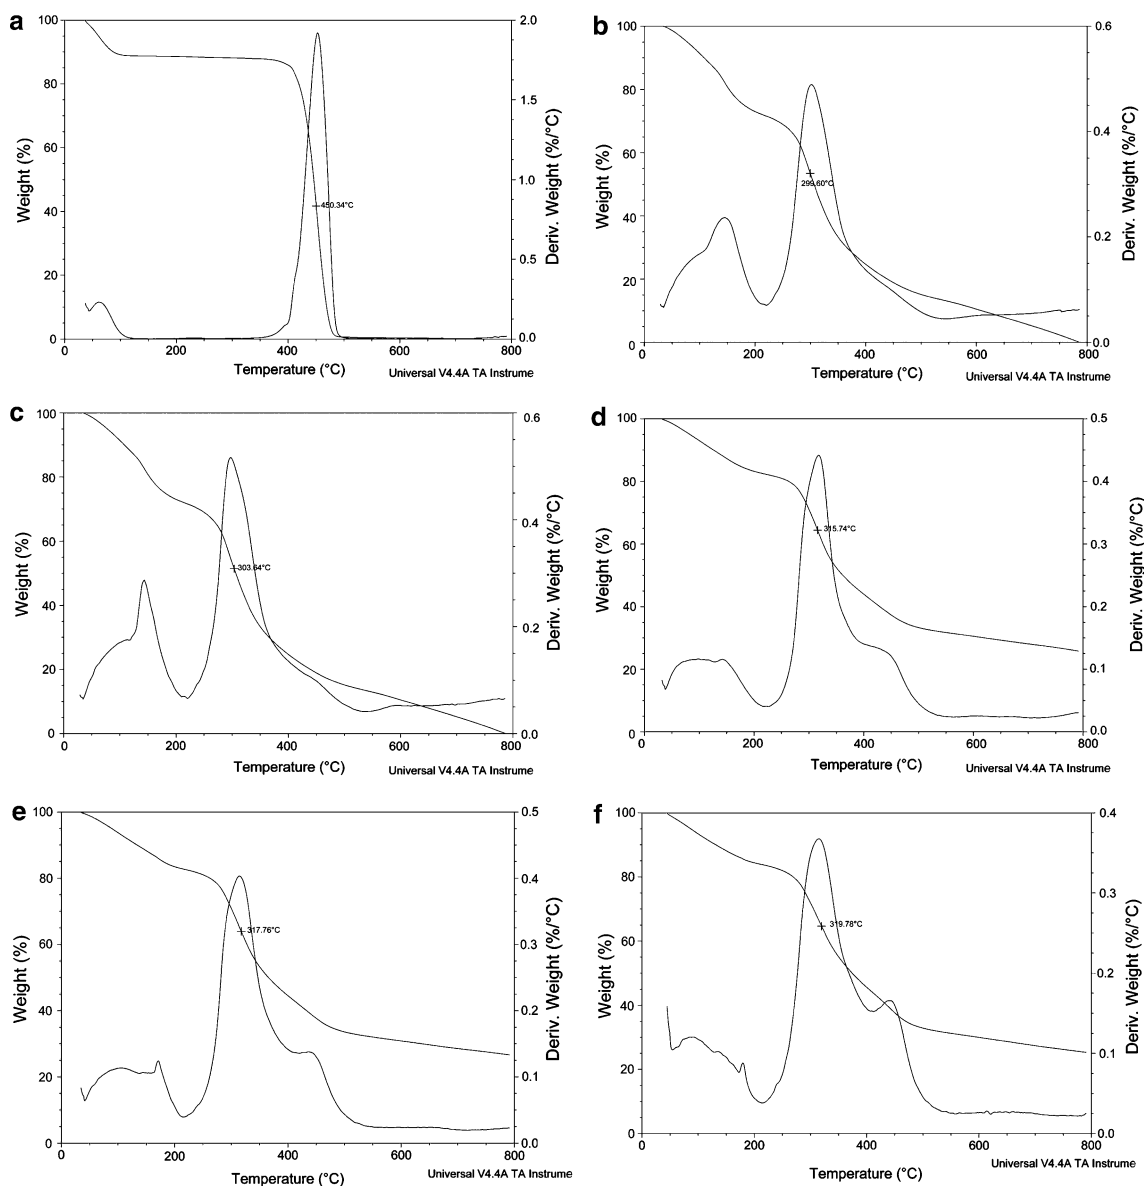 a
100
80
60
40
20
0
Weight (%)
2.0
1.5
1.0
0.5
0.0
Deriv. Weight (%/°C)
450.34°C
0 200 400 600 800
Temperature (°C)
Universal V4.4A TA Instrume
b
100
80
60
40
20
0
Weight (%)
0.6
0.4
0.2
0.0
Deriv. Weight (%/°C)
299.60°C
0 200 400 600 800
Temperature (°C)
Universal V4.4A TA Instrume
c
100
80
60
40
20
0
Weight (%)
0.6
0.4
0.2
0.0
Deriv. Weight (%/°C)
303.64°C
0 200 400 600 800
Temperature (°C)
Universal V4.4A TA Instrume
d
100
80
60
40
20
0
Weight (%)
0.5
0.4
0.3
0.2
0.1
0.0
Deriv. Weight (%/°C)
315.74°C
0 200 400 600 800
Temperature (°C)
Universal V4.4A TA Instrume
e
100
80
60
40
20
0
Weight (%)
0.5
0.4
0.3
0.2
0.1
0.0
Deriv. Weight (%/°C)
317.76°C
0 200 400 600 800
Temperature (°C)
Universal V4.4A TA Instrume
f
100
80
60
40
20
0
Weight (%)
0.4
0.3
0.2
0.1
0.0
Deriv. Weight (%/°C)
319.78°C
0 200 400 600 800
Temperature (°C)
Universal V4.4A TA Instrume